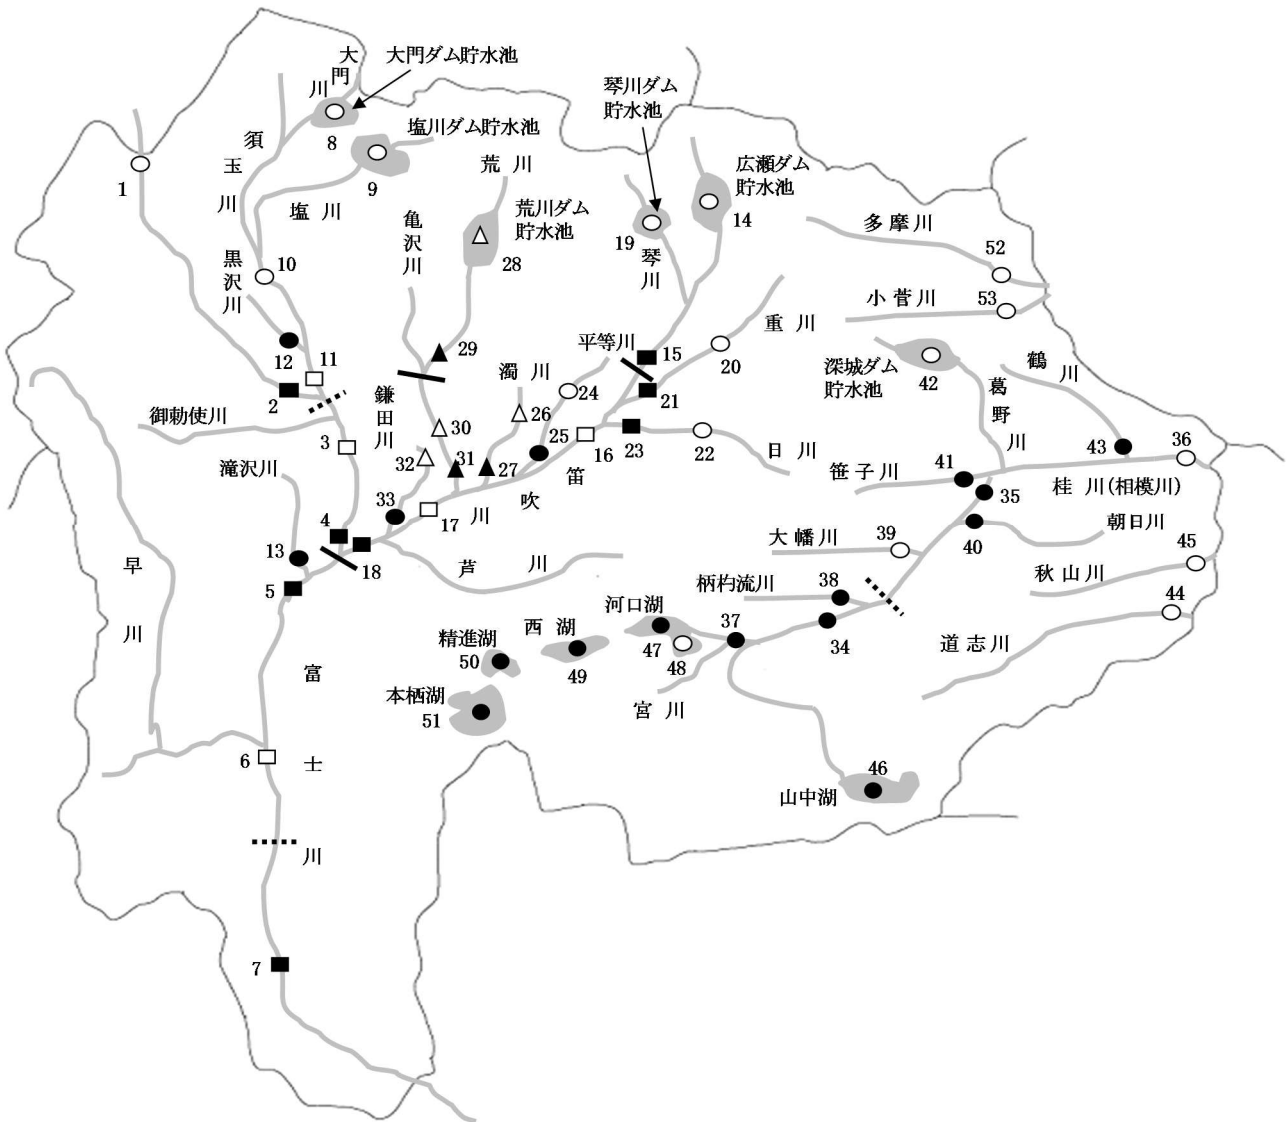 大門川
大門ダム貯水池
8
須玉川
塩川ダム貯水池
9
塩川
1
荒川
荒川ダム
貯水池
28
亀沢川
琴川ダム
貯水池
19
琴川
広瀬ダム
貯水池
14
多摩川
52
小菅川
53
黒沢川
10
12
11
2
御勅使川
3
滝沢川
鎌田川
29
30
31
32
濁川
26
27
平等川
24
25
15
重川
20
21
16
23
22
日川
笛吹川
17
33
4
18
13
5
芦川
深城ダム
貯水池
42
葛野川
鶴川
43
36
笹子川
41
35
桂川(相模川)
朝日川
40
大幡川
39
45
秋山川
44
道志川
柄杓流川
38
37
34
河口湖
47
48
西湖
49
精進湖
50
本栖湖
51
宮川
46
山中湖
早川
富士川
6
7